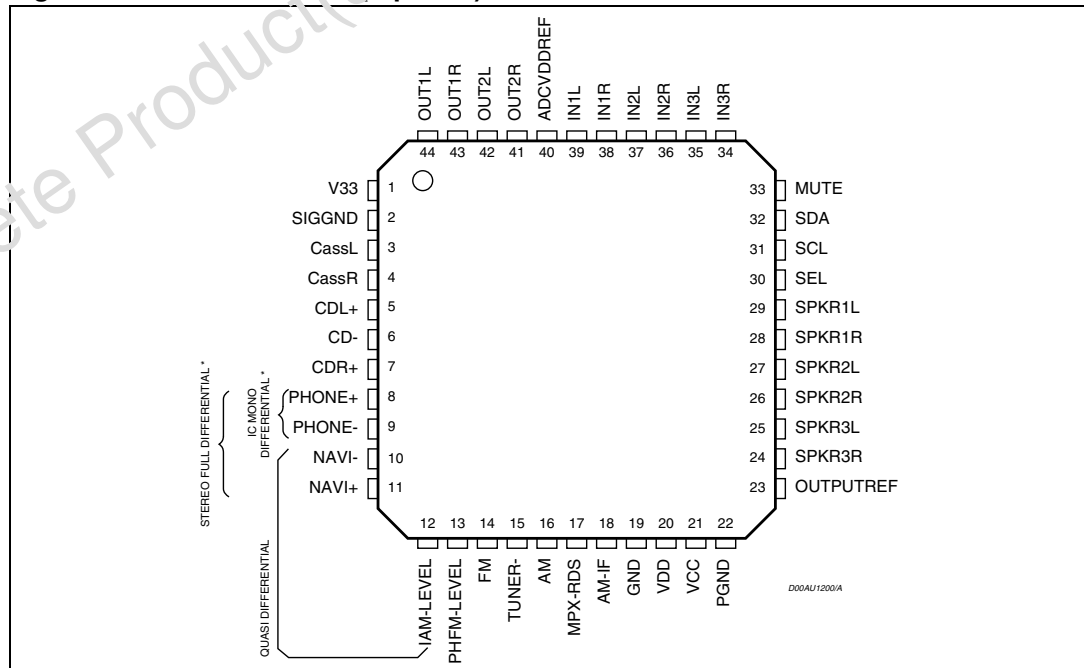 OUT1L
OUT1R
OUT2L
OUT2R
ADCVDDREF
IN1L
IN1R
IN2L
IN2R
IN3L
IN3R
44 43 42 41 40 39 38 37 36 35 34
V33 1
SIGGND 2
CassL 3
CassR 4
CDL+ 5
CD- 6
CDR+ 7
PHONE+ 8
PHONE- 9
NAVI- 10
NAVI+ 11
33 MUTE
32 SDA
31 SCL
30 SEL
29 SPKR1L
28 SPKR1R
27 SPKR2L
26 SPKR2R
25 SPKR3L
24 SPKR3R
23 OUTPUTREF
STEREO FULL DIFFERENTIAL *
IC MONO
DIFFERENTIAL *
QUASI DIFFERENTIAL
12 13 14 15 16 17 18 19 20 21 22
IAM-LEVEL
PHFM-LEVEL
FM
TUNER-
AM
MPX-RDS
AM-IF
GND
VDD
VCC
PGND
D00AU1200/A